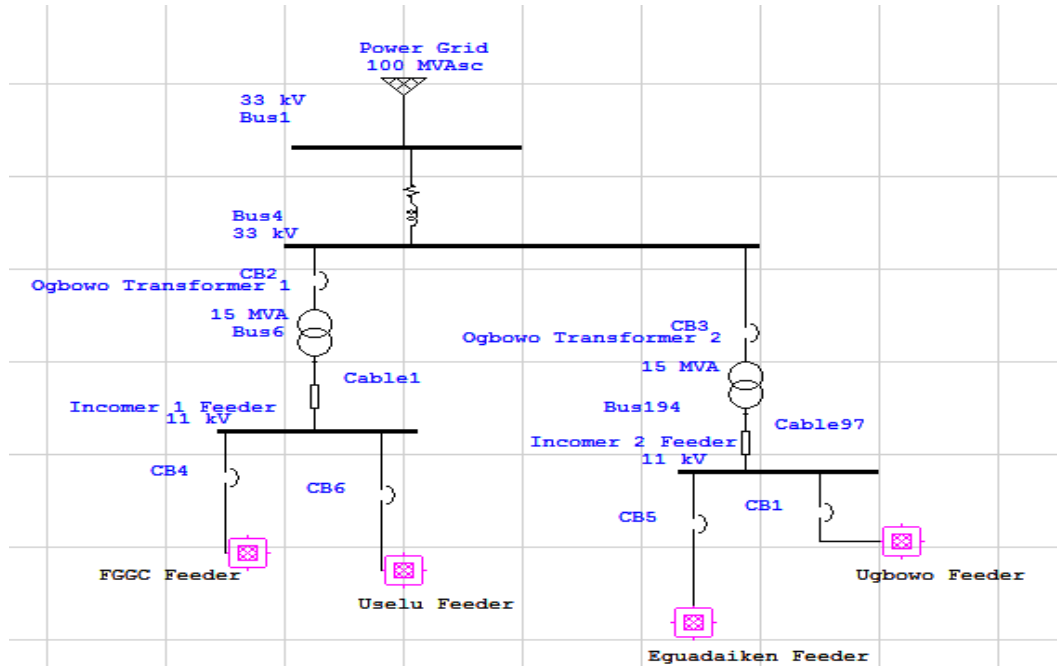 Power Grid
100 MVAsc
33 kV
Bus1
Bus4
33 kV
CB2
Ogbowo Transformer 1
15 MVA
Bus6
Cable1
Incomer 1 Feeder
11 kV
CB4
CB6
FGGC Feeder
Uselu Feeder
CB3
Ogbowo Transformer 2
15 MVA
Bus194
Cable97
Incomer 2 Feeder
11 kV
CB5
CB1
Ugbowo Feeder
Eguadaiken Feeder